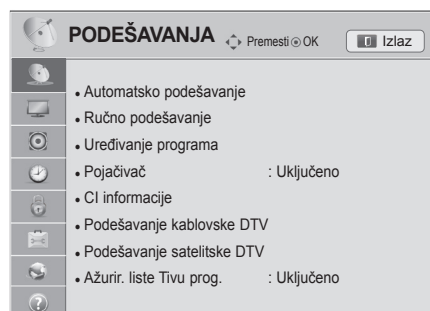 PODEŠAVANJA Premesti OK Izlaz
• Automatsko podešavanje
• Ručno podešavanje
• Uređivanje programa
• Pojačivač : Uključeno
• CI informacije
• Podešavanje kablovske DTV
• Podešavanje satelitske DTV
• Ažurir. liste Tivu prog. : Uključeno